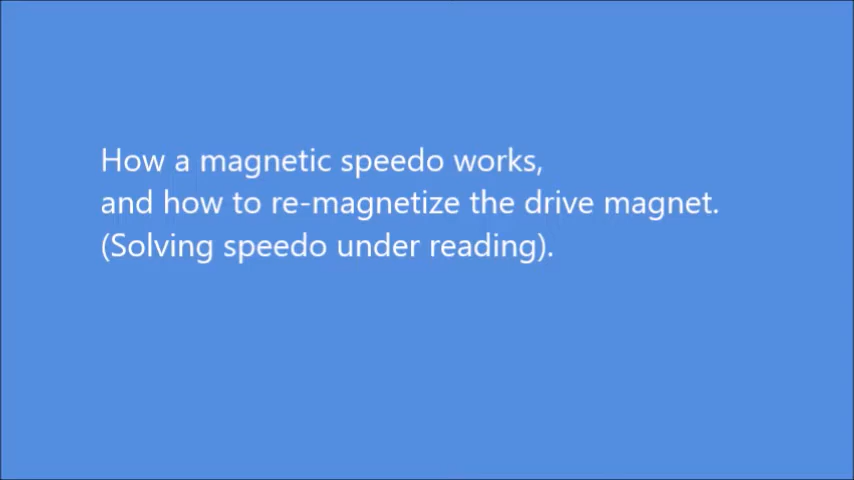 How a magnetic speedo works,
and how to re-magnetize the drive magnet.
(Solving speedo under reading).